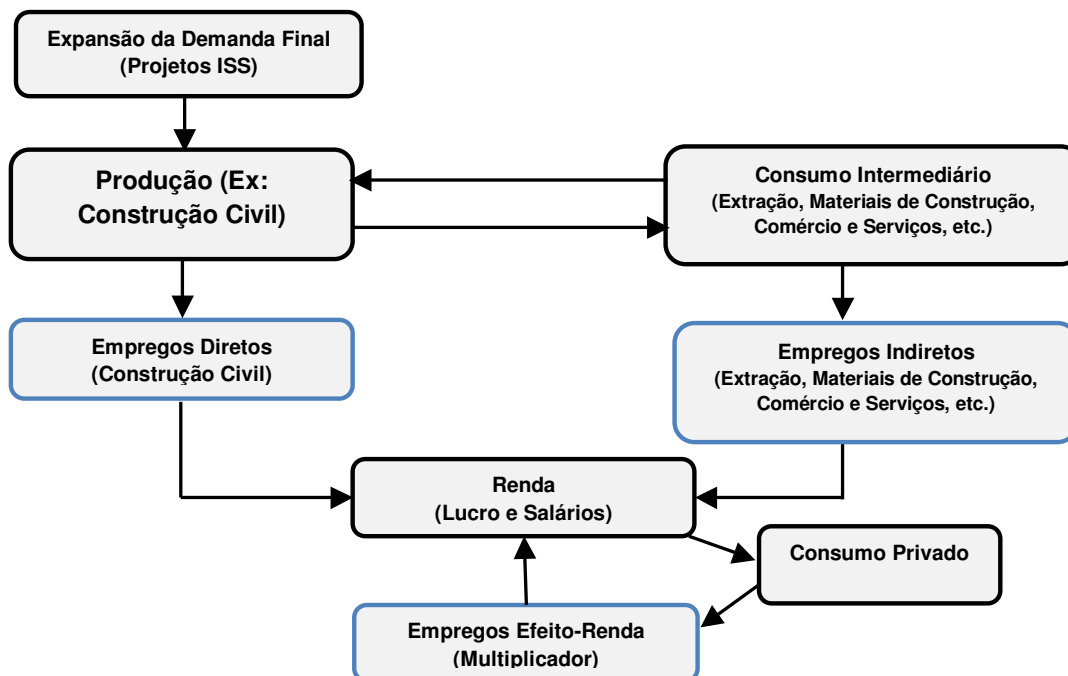 Expansão da Demanda Final
(Projetos ISS)
Produção (Ex:
Construção Civil)
Consumo Intermediário
(Extração, Materiais de Construção,
Comércio e Serviços, etc.)
Empregos Diretos
(Construção Civil)
Empregos Indiretos
(Extração, Materiais de Construção,
Comércio e Serviços, etc.)
Renda
(Lucro e Salários)
Consumo Privado
Empregos Efeito-Renda
(Multiplicador)